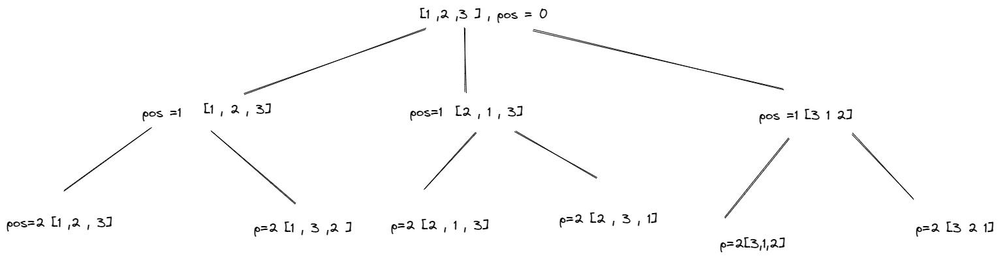 [1 ,2 ,3 ] , pos = 0
pos =1 [1 , 2 , 3]
pos=1 [2 , 1 , 3]
pos =1 [3 1 2]
pos=2 [1 ,2 , 3]
p=2 [1 , 3 ,2 ]
p=2 [2 , 1 , 3]
p=2 [2 , 3 , 1]
p=2[3,1,2]
p=2 [3 2 1]